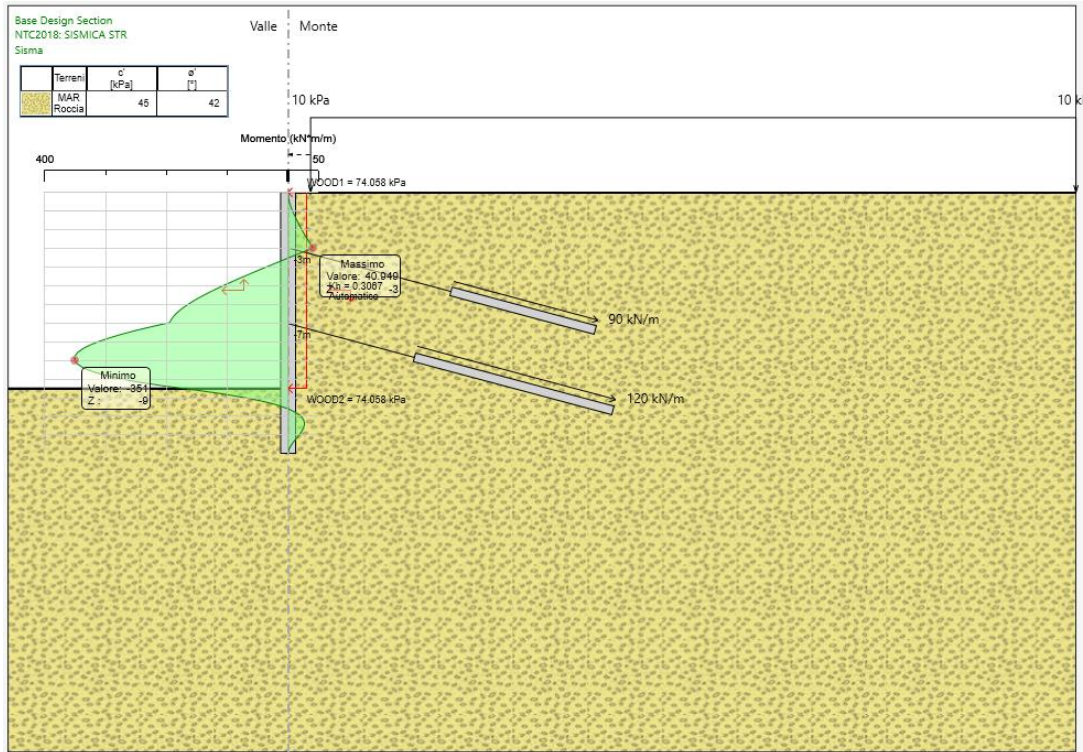 Base Design Section
NTC2018: SISMICA STR
Sisma
Valle
Monte
Terreni c' [kPa] ø' [°]
MAR Roccia 45 42
10 kPa
Momento (kN*m/m)
400
50
WOOD1 = 74.058 kPa
-3m
Massimo
Valore: 40.949
Z : -3
Kh = 0.3067
Automatico
90 kN/m
-7m
Minimo
Valore: -351
Z : -9
WOOD2 = 74.058 kPa
120 kN/m